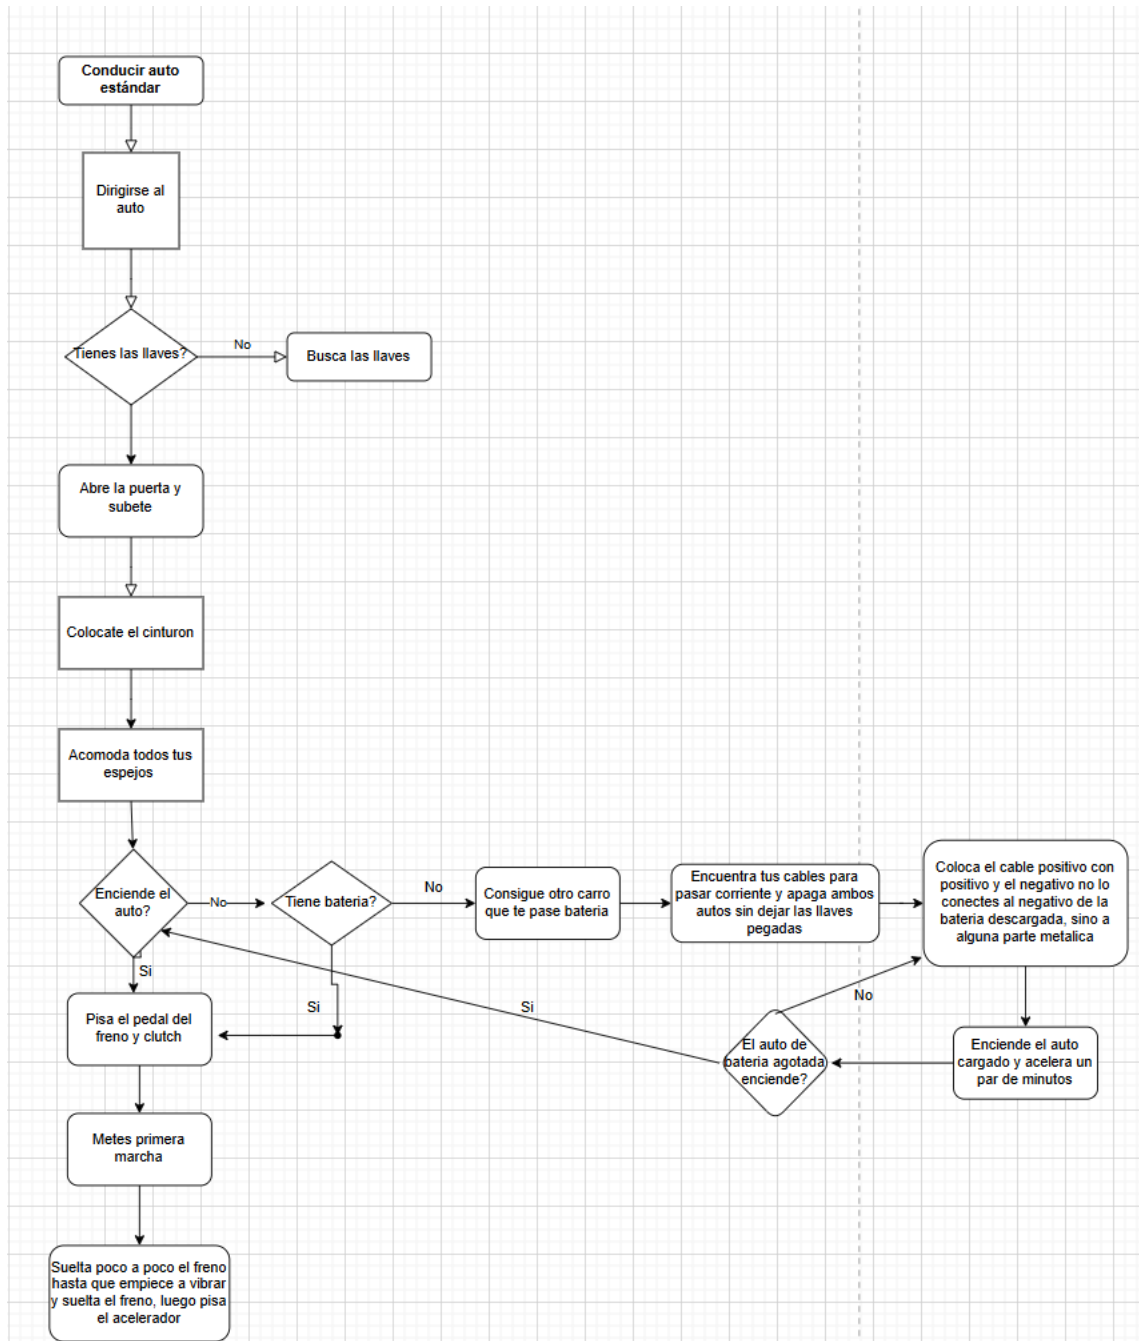 Conducir auto
estándar
Dirigirse al
auto
Tienes las llaves?
No
Busca las llaves
Abre la puerta y
subete
Colocate el cinturon
Acomoda todos tus
espejos
Enciende el
auto?
No
Tiene bateria?
No
Consigue otro carro
que te pase bateria
Encuentra tus cables para
pasar corriente y apaga ambos
autos sin dejar las llaves
pegadas
Coloca el cable positivo con
positivo y el negativo no lo
conectes al negativo de la
bateria descargada, sino a
alguna parte metalica
Si
Si
Si
No
Pisa el pedal del
freno y clutch
El auto de
bateria agotada
enciende?
Enciende el auto
cargado y acelera un
par de minutos
Metes primera
marcha
Suelta poco a poco el freno
hasta que empiece a vibrar
y suelta el freno, luego pisa
el acelerador